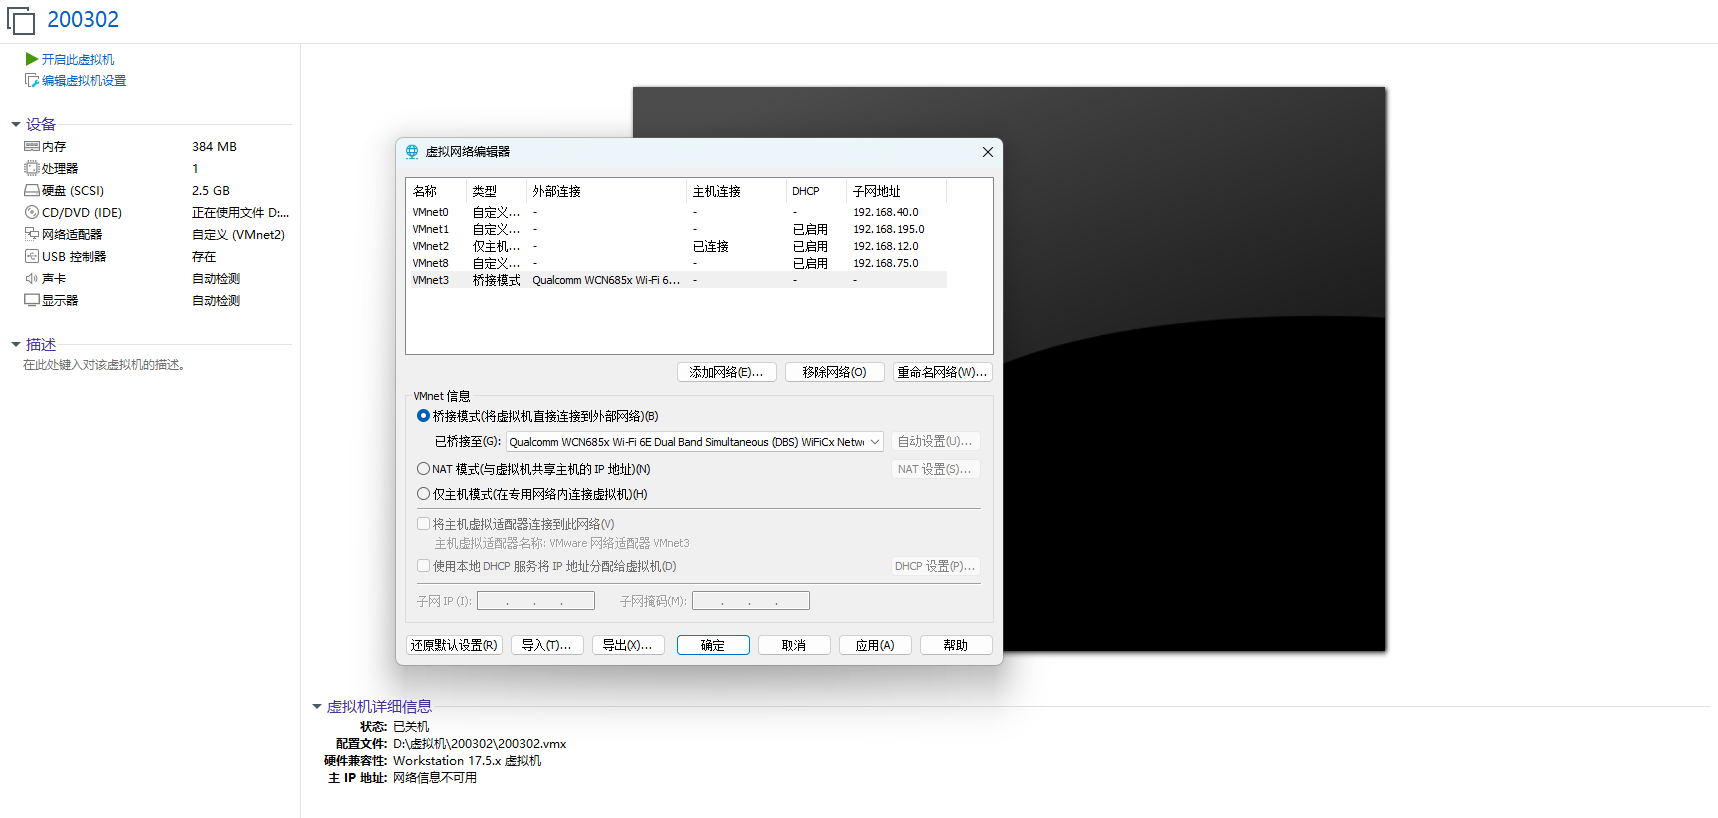 200302
开启此虚拟机
编辑虚拟机设置
设备
内存 384 MB
处理器 1
硬盘 (SCSI) 2.5 GB
CD/DVD (IDE) 正在使用文件 D:...
网络适配器 自定义 (VMnet2)
USB 控制器 存在
声卡 自动检测
显示器 自动检测
描述
在此处键入对该虚拟机的描述。
虚拟网络编辑器
名称 类型 外部连接 主机连接 DHCP 子网地址
VMnet0 自定义... - - - 192.168.40.0
VMnet1 自定义... - - 已启用 192.168.195.0
VMnet2 仅主机... - 已连接 已启用 192.168.12.0
VMnet8 自定义... - - 已启用 192.168.75.0
VMnet3 桥接模式 Qualcomm WCN685x Wi-Fi 6... - - -
添加网络(E)... 移除网络(O) 重命名网络(W)...
VMnet 信息
桥接模式(将虚拟机直接连接到外部网络)(B)
已桥接至(G): Qualcomm WCN685x Wi-Fi 6E Dual Band Simultaneous (DBS) WiFiCx Netw 自动设置(U)...
NAT 模式(与虚拟机共享主机的 IP 地址)(N) NAT 设置(S)...
仅主机模式(在专用网络内连接虚拟机)(H)
将主机虚拟适配器连接到此网络(V)
主机虚拟适配器名称: VMware 网络适配器 VMnet3
使用本地 DHCP 服务将 IP 地址分配给虚拟机(D) DHCP 设置(P)...
子网 IP (I): . . . 子网掩码(M): . . .
还原默认设置(R) 导入(T)... 导出(X)... 确定 取消 应用(A) 帮助
虚拟机详细信息
状态: 已关机
配置文件: D:\虚拟机\200302\200302.vmx
硬件兼容性: Workstation 17.5.x 虚拟机
主 IP 地址: 网络信息不可用